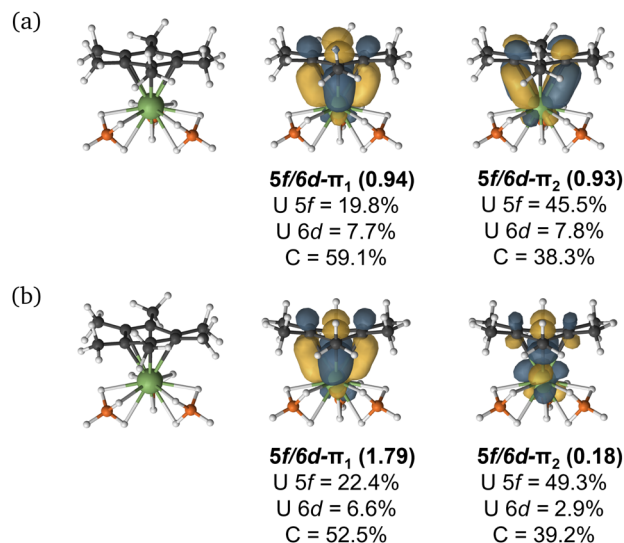 (a)
5f/6d-π₁ (0.94)
U 5f = 19.8%
U 6d = 7.7%
C = 59.1%
5f/6d-π₂ (0.93)
U 5f = 45.5%
U 6d = 7.8%
C = 38.3%
(b)
5f/6d-π₁ (1.79)
U 5f = 22.4%
U 6d = 6.6%
C = 52.5%
5f/6d-π₂ (0.18)
U 5f = 49.3%
U 6d = 2.9%
C = 39.2%